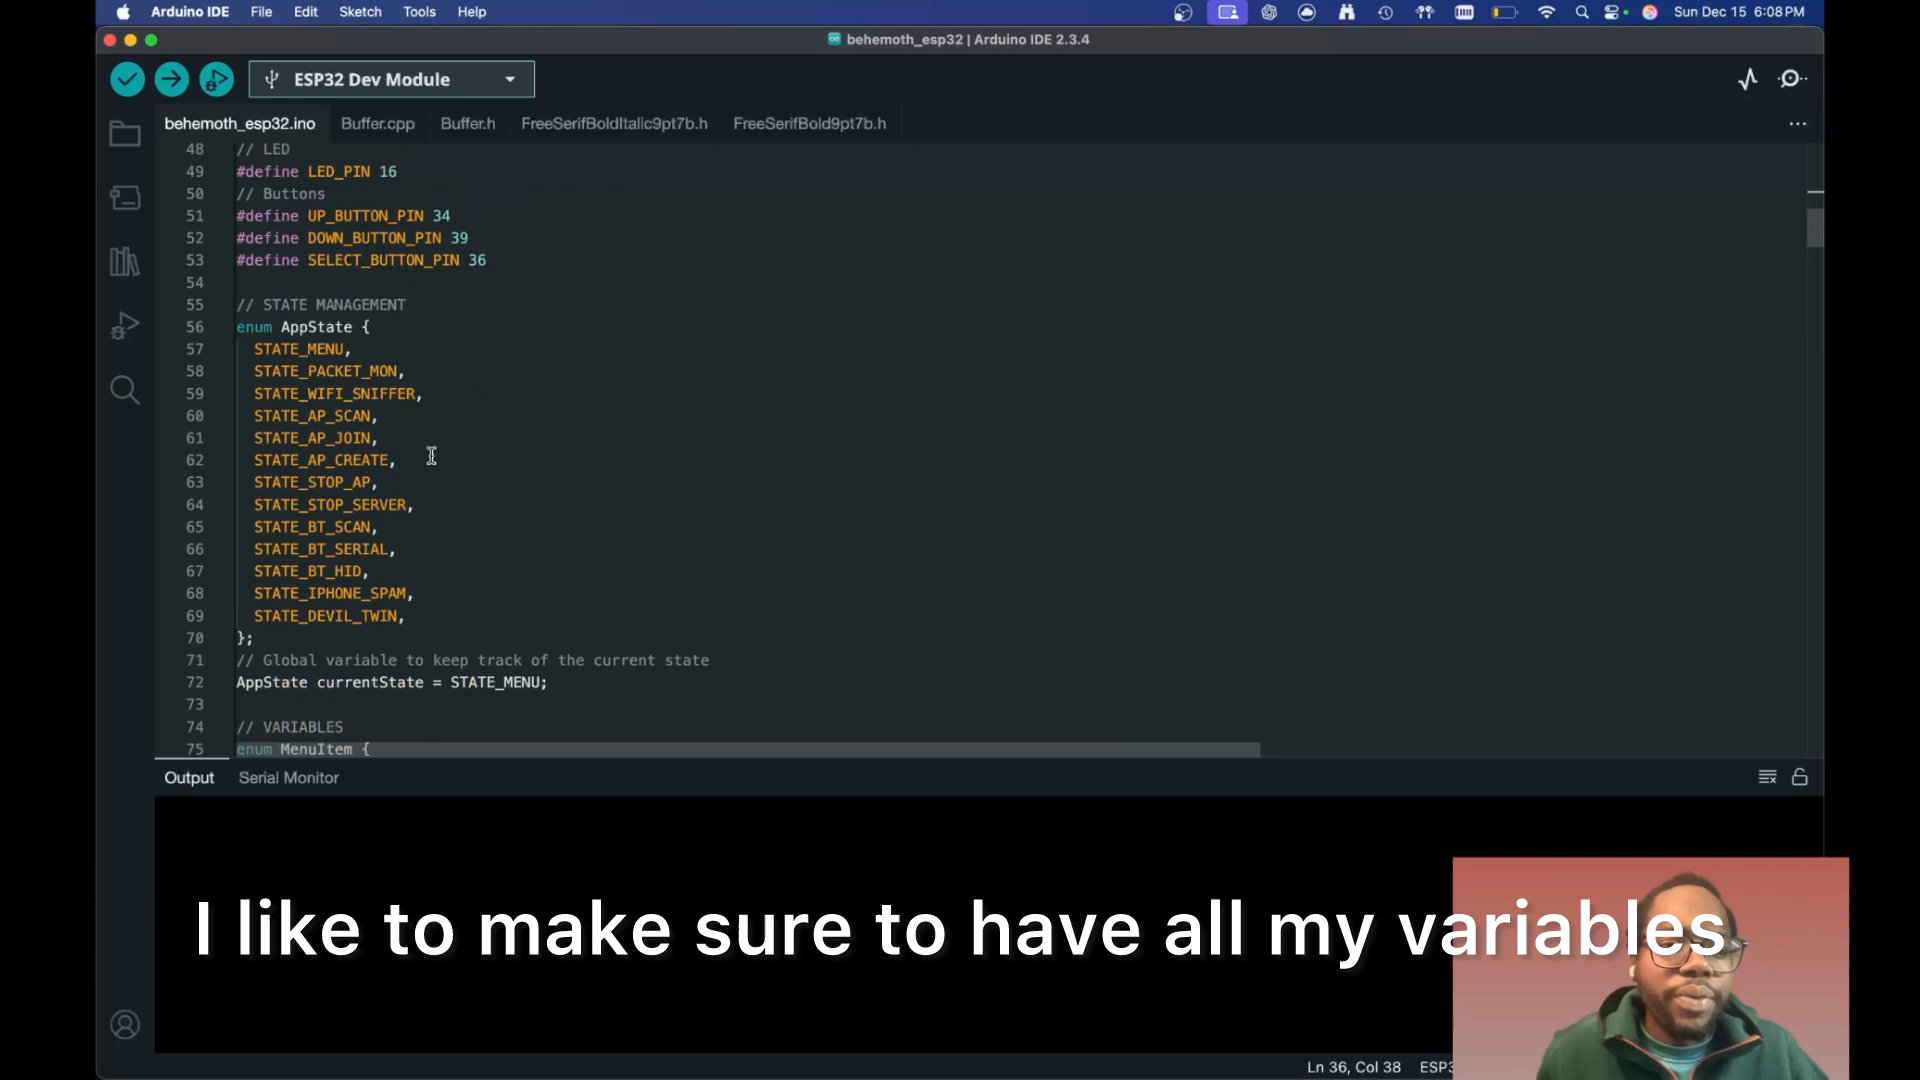 Arduino IDE File Edit Sketch Tools Help Sun Dec 15 6:08 PM
behemoth_esp32 | Arduino IDE 2.3.4
ESP32 Dev Module
behemoth_esp32.ino Buffer.cpp Buffer.h FreeSerifBoldItalic9pt7b.h FreeSerifBold9pt7b.h
48 // LED
49 #define LED_PIN 16
50 // Buttons
51 #define UP_BUTTON_PIN 34
52 #define DOWN_BUTTON_PIN 39
53 #define SELECT_BUTTON_PIN 36
54
55 // STATE MANAGEMENT
56 enum AppState {
57 STATE_MENU,
58 STATE_PACKET_MON,
59 STATE_WIFI_SNIFFER,
60 STATE_AP_SCAN,
61 STATE_AP_JOIN,
62 STATE_AP_CREATE,
63 STATE_STOP_AP,
64 STATE_STOP_SERVER,
65 STATE_BT_SCAN,
66 STATE_BT_SERIAL,
67 STATE_BT_HID,
68 STATE_IPHONE_SPAM,
69 STATE_DEVIL_TWIN,
70 };
71 // Global variable to keep track of the current state
72 AppState currentState = STATE_MENU;
73
74 // VARIABLES
75 enum MenuItem {
Output Serial Monitor
I like to make sure to have all my variables
Ln 36, Col 38 ESP3